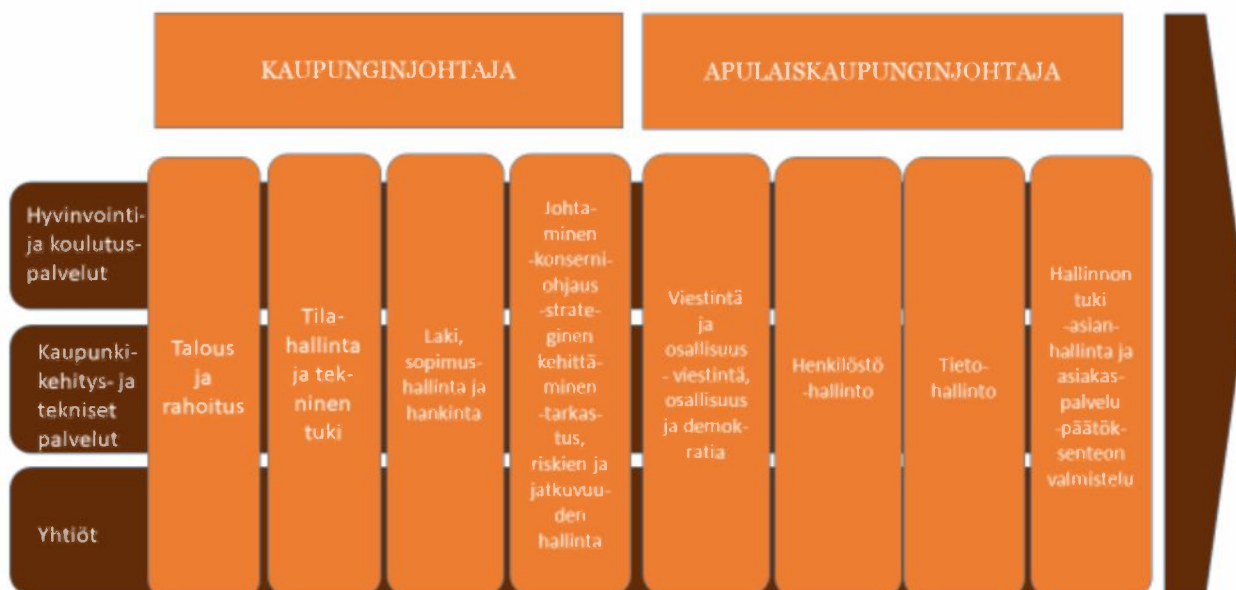 KAUPUNGINJOHTAJA
APULAISKAUPUNGINJOHTAJA
Hyvinvointi-
ja koulutus-
palvelut
Kaupunki-
kehitys- ja
tekniset
palvelut
Yhtiöt
Talous
ja
rahoitus
Tila-
hallinta
ja tek-
ninen
tuki
Laki,
sopimus-
hallinta ja
hankinta
Johta-
minen
-konserni-
ohjaus
-strate-
ginen
kehittä-
minen
-tarkas-
tus,
riskien ja
jatkuvuu-
den
hallinta
Viestintä
ja
osallisuus
- viestintä,
osallisuus
ja demok-
ratia
Henkilöstö
-hallinto
Tieto-
hallinto
Hallinnon
tuki
-asian-
hallinta ja
asiakas-
palvelu
-päätök-
senteon
valmistelu